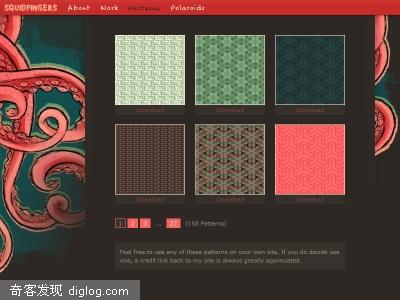 SQUIDFINGERS About Work Patterns Polaroids
Download Download Download
Download Download Download
1 2 3 ... 27 (158 Patterns)
Feel free to use any of these patterns on your own site. If you do decide use
one, a credit link back to my site is always greatly appreciated.
奇客发现 diglog.com